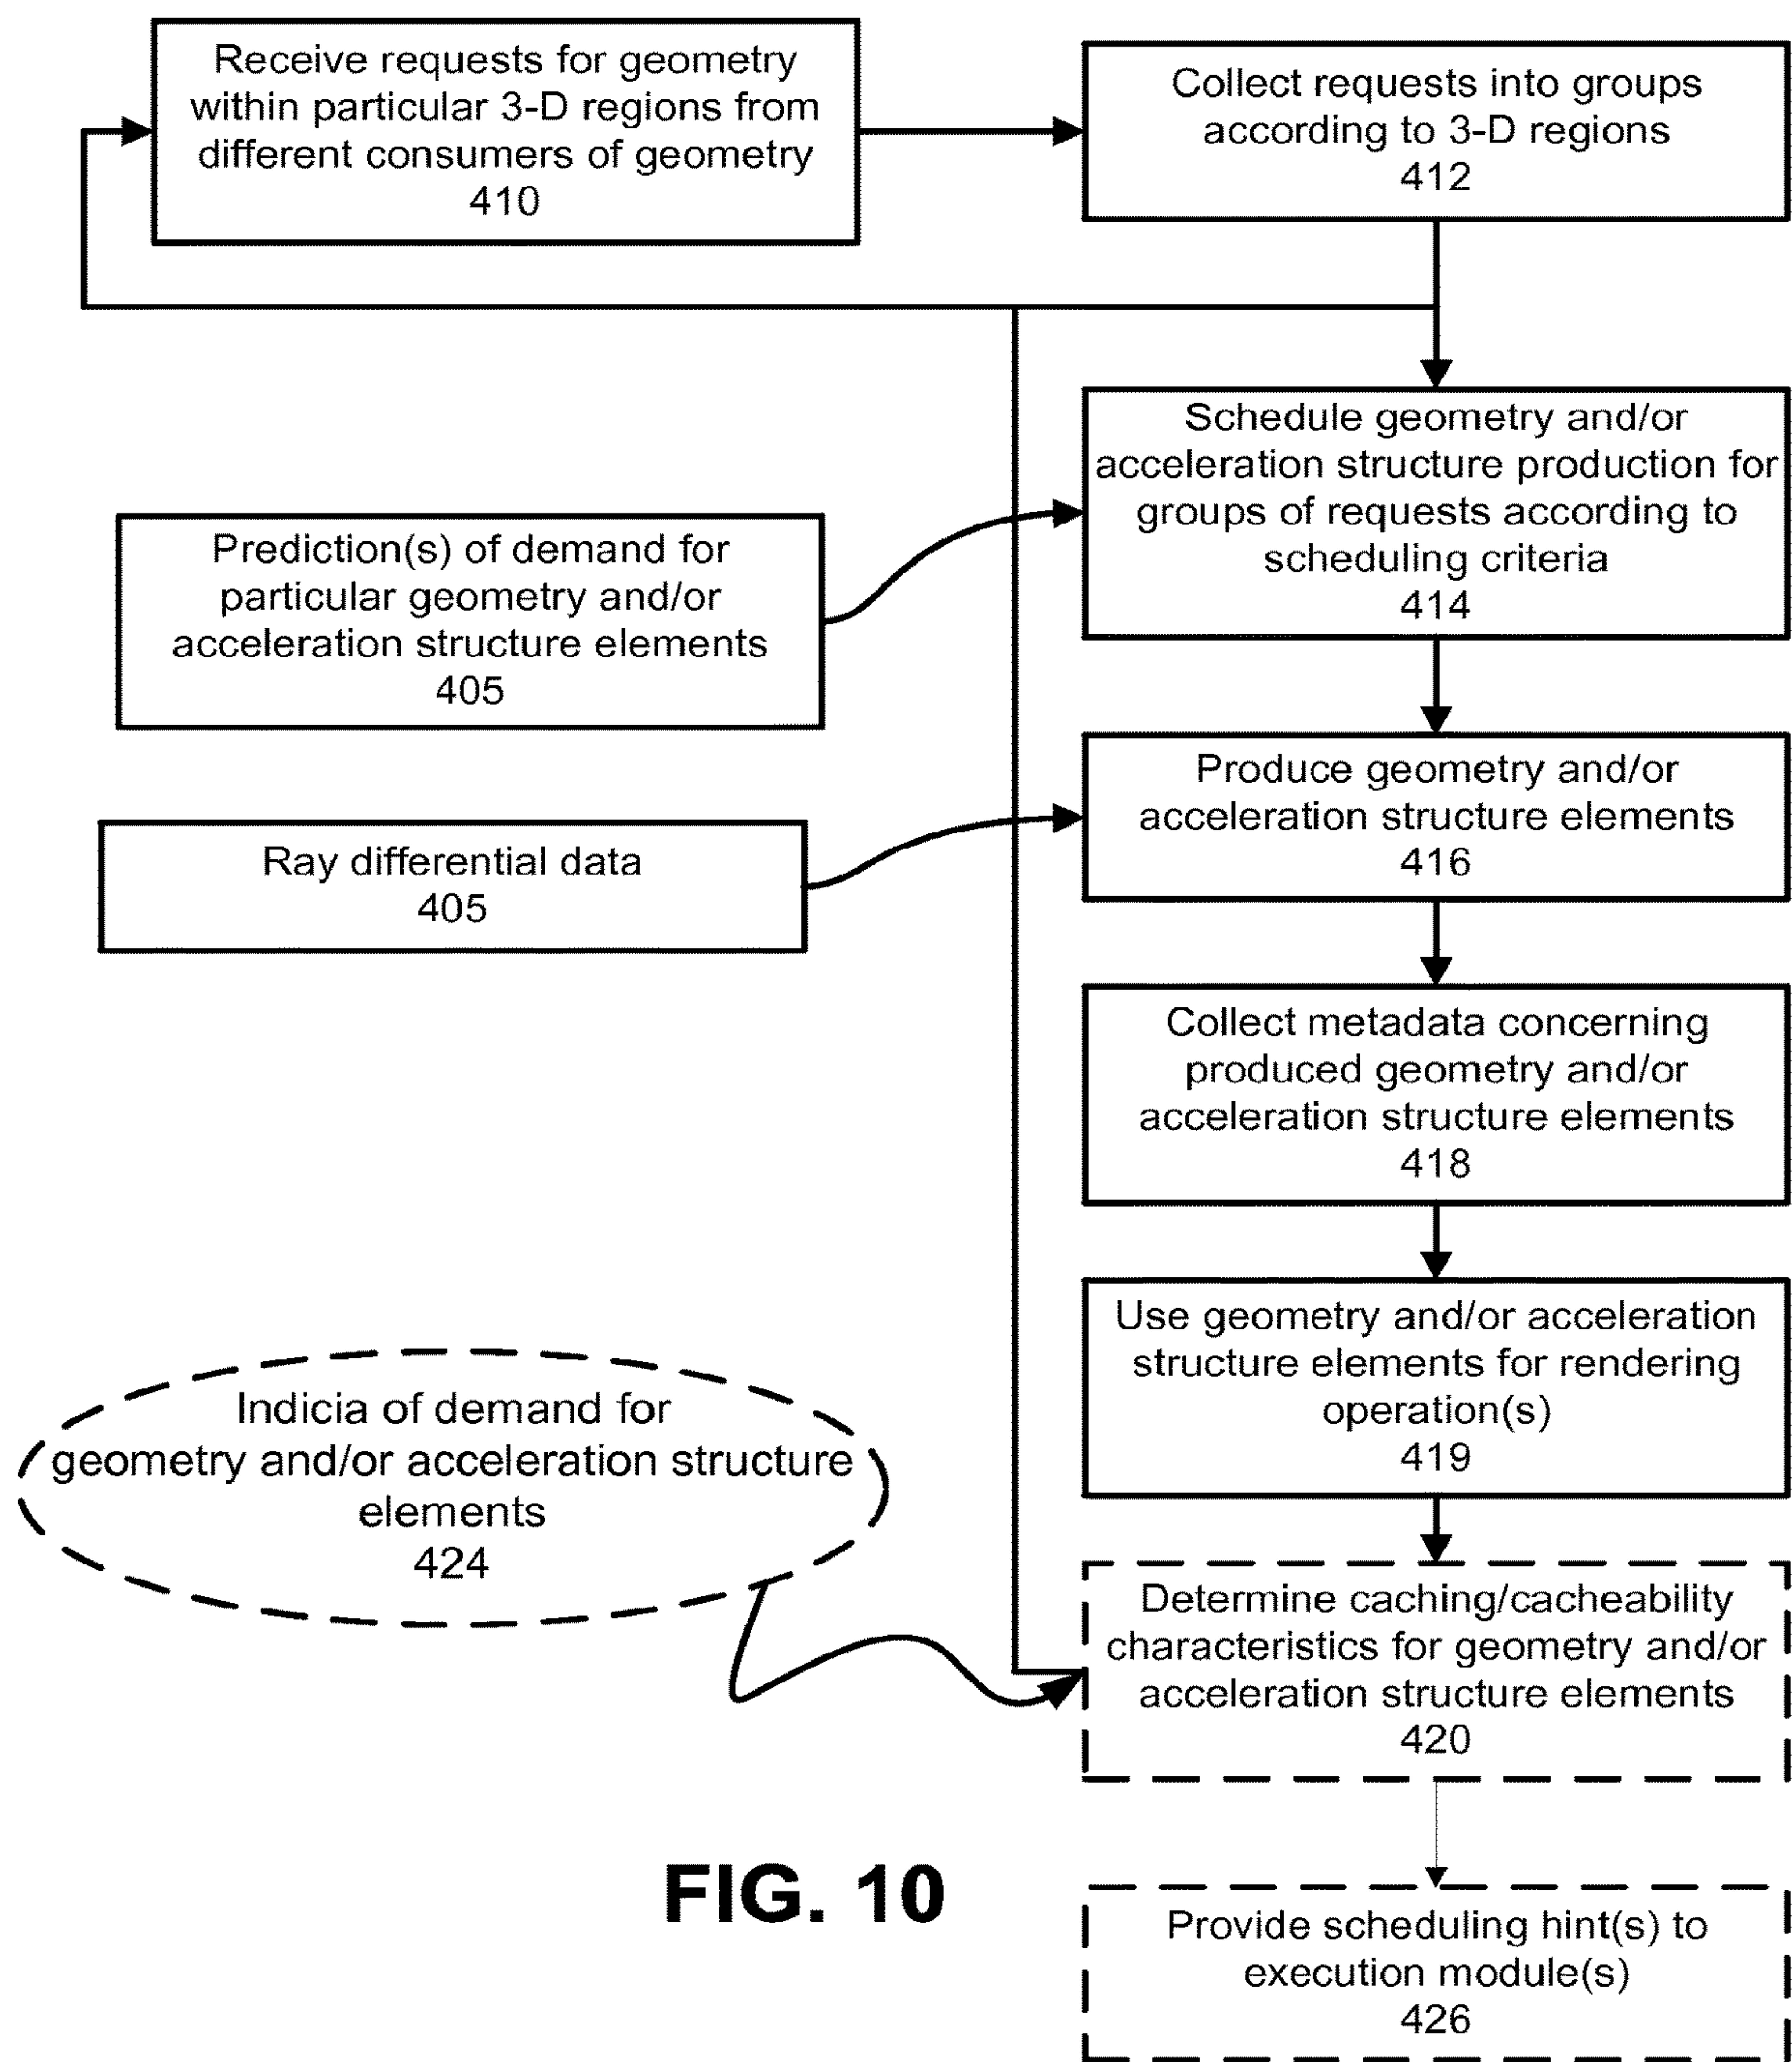 Receive requests for geometry
within particular 3-D regions from
different consumers of geometry
410
Collect requests into groups
according to 3-D regions
412
Schedule geometry and/or
acceleration structure production for
groups of requests according to
scheduling criteria
414
Prediction(s) of demand for
particular geometry and/or
acceleration structure elements
405
Produce geometry and/or
acceleration structure elements
416
Ray differential data
405
Collect metadata concerning
produced geometry and/or
acceleration structure elements
418
Use geometry and/or acceleration
structure elements for rendering
operation(s)
419
Indicia of demand for
geometry and/or acceleration structure
elements
424
Determine caching/cacheability
characteristics for geometry and/or
acceleration structure elements
420
FIG. 10
Provide scheduling hint(s) to
execution module(s)
426